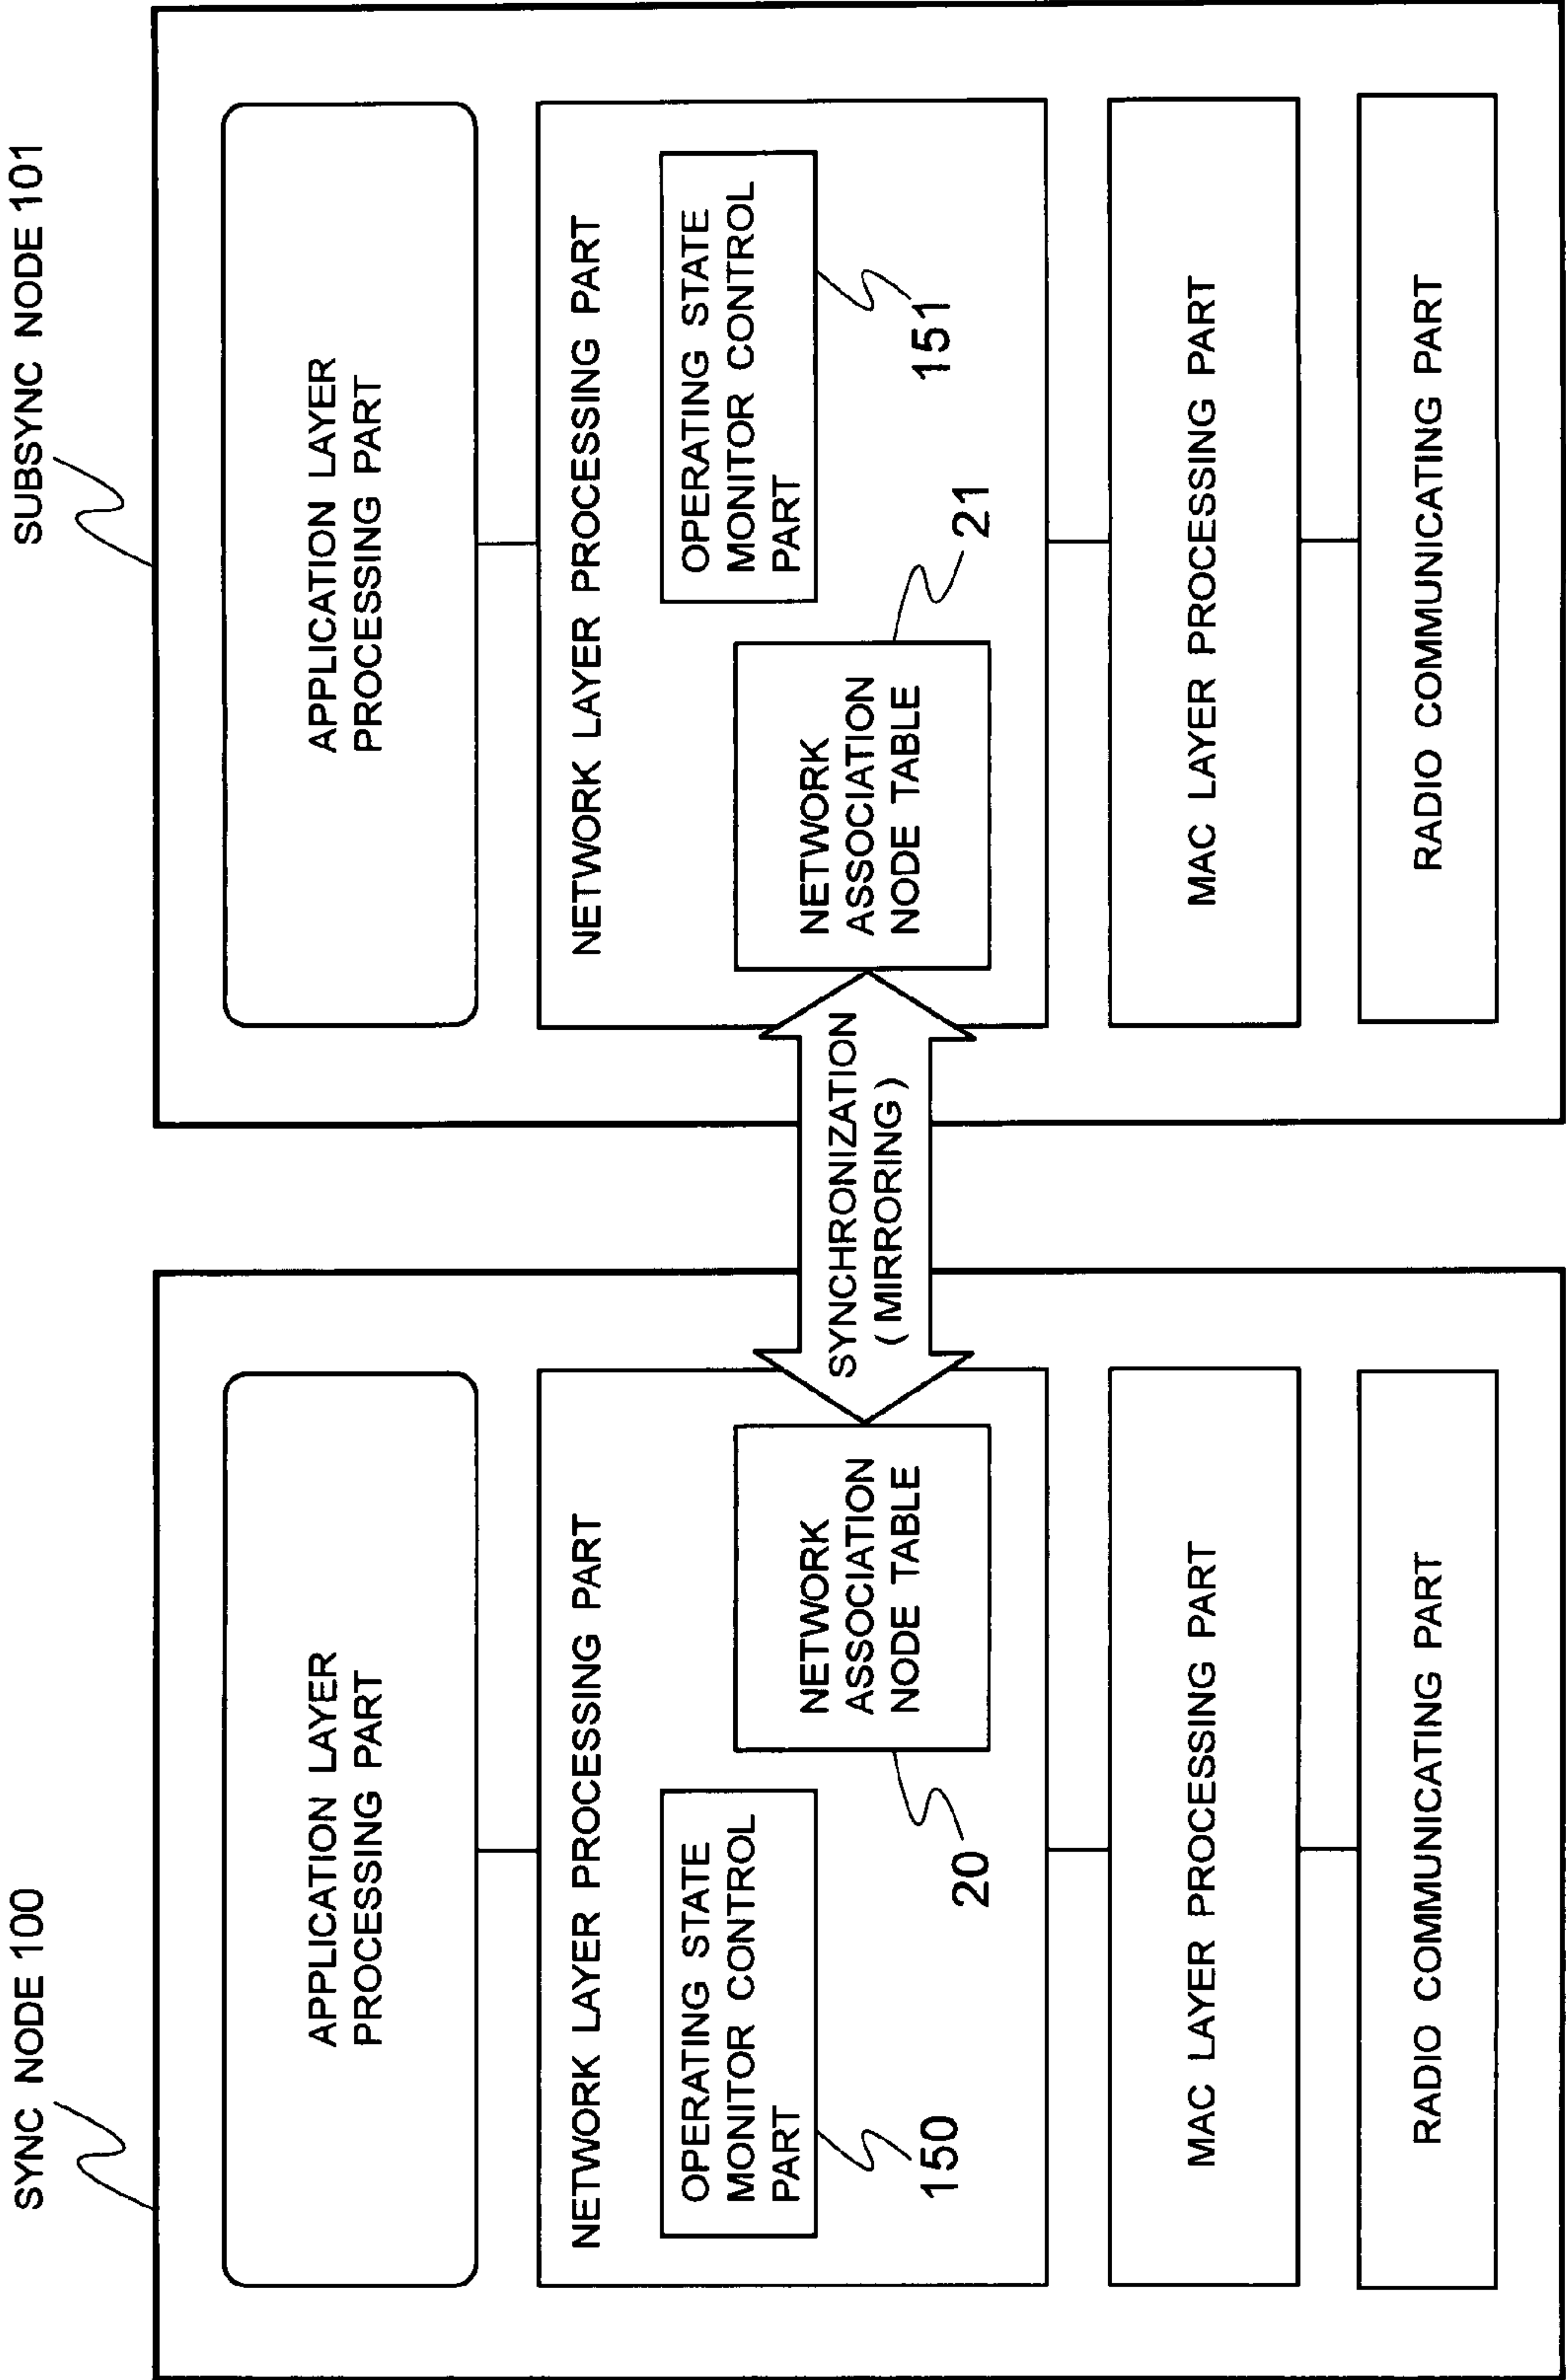 SYNC NODE 100
APPLICATION LAYER
PROCESSING PART
NETWORK LAYER PROCESSING PART
OPERATING STATE
MONITOR CONTROL
PART
150
NETWORK
ASSOCIATION
NODE TABLE
20
MAC LAYER PROCESSING PART
RADIO COMMUNICATING PART
SYNCHRONIZATION
( MIRRORING )
SUBSYNC NODE 101
APPLICATION LAYER
PROCESSING PART
NETWORK LAYER PROCESSING PART
NETWORK
ASSOCIATION
NODE TABLE
21
OPERATING STATE
MONITOR CONTROL
PART
151
MAC LAYER PROCESSING PART
RADIO COMMUNICATING PART